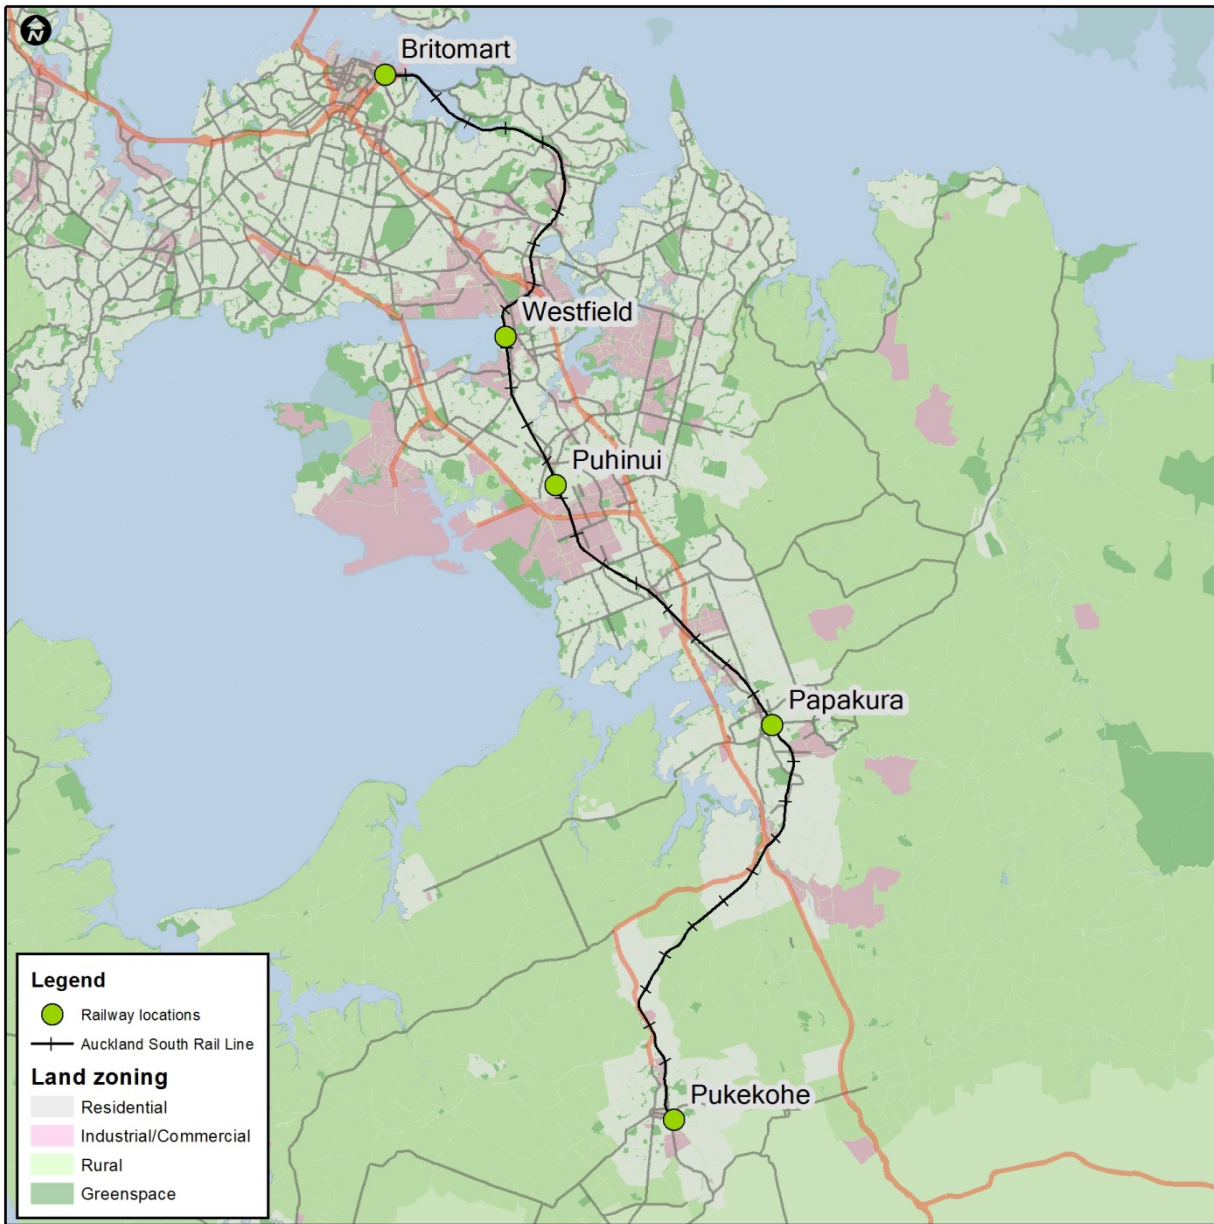 N
Britomart
Westfield
Puhinui
Papakura
Pukekohe
Legend
Railway locations
Auckland South Rail Line
Land zoning
Residential
Industrial/Commercial
Rural
Greenspace